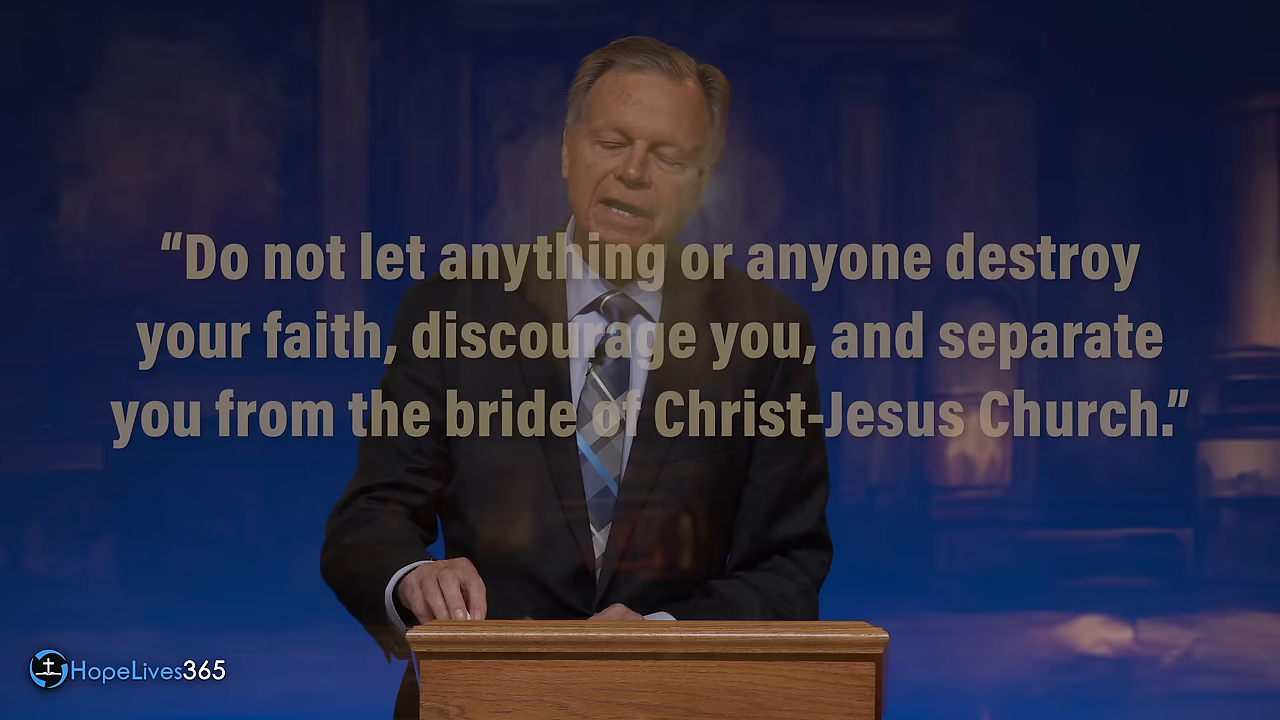 “Do not let anything or anyone destroy
your faith, discourage you, and separate
you from the bride of Christ-Jesus Church.”
HopeLives365